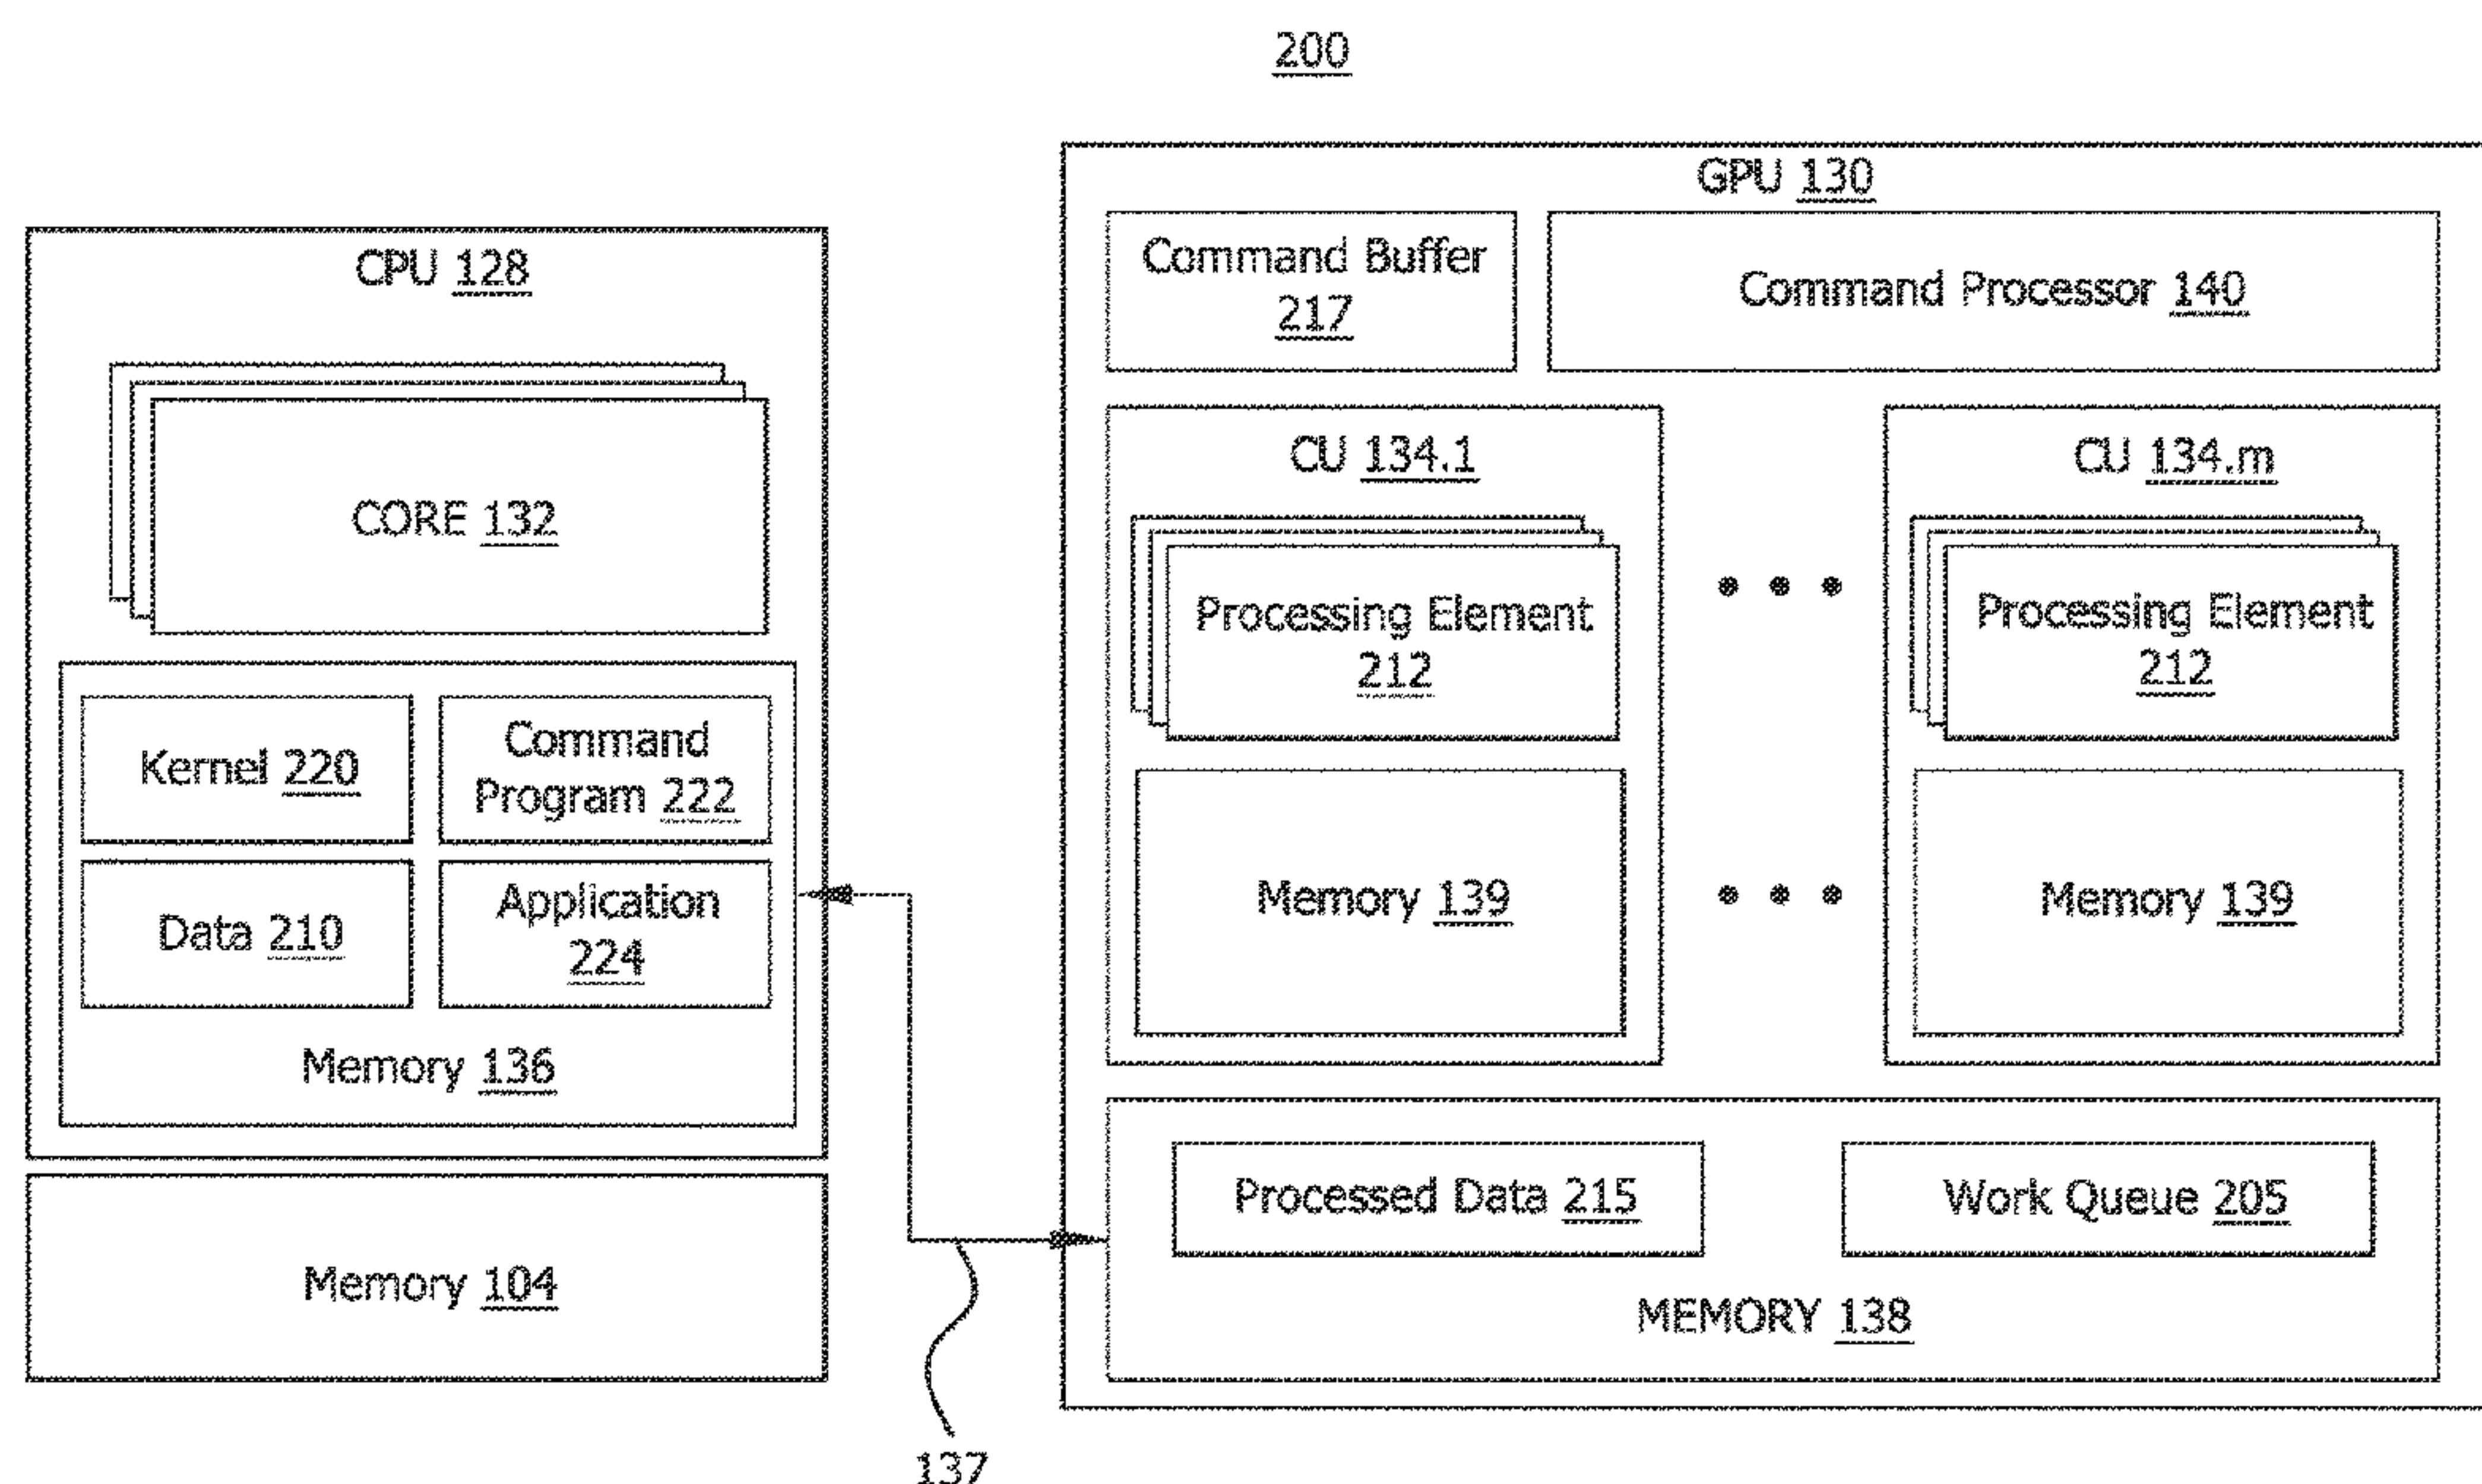 200
CPU 128
CORE 132
Kernel 220
Command
Program 222
Data 210
Application
224
Memory 136
Memory 104
137
GPU 130
Command Buffer
217
Command Processor 140
CU 134.1
Processing Element
212
Memory 139
CU 134.m
Processing Element
212
Memory 139
Processed Data 215
Work Queue 205
MEMORY 138